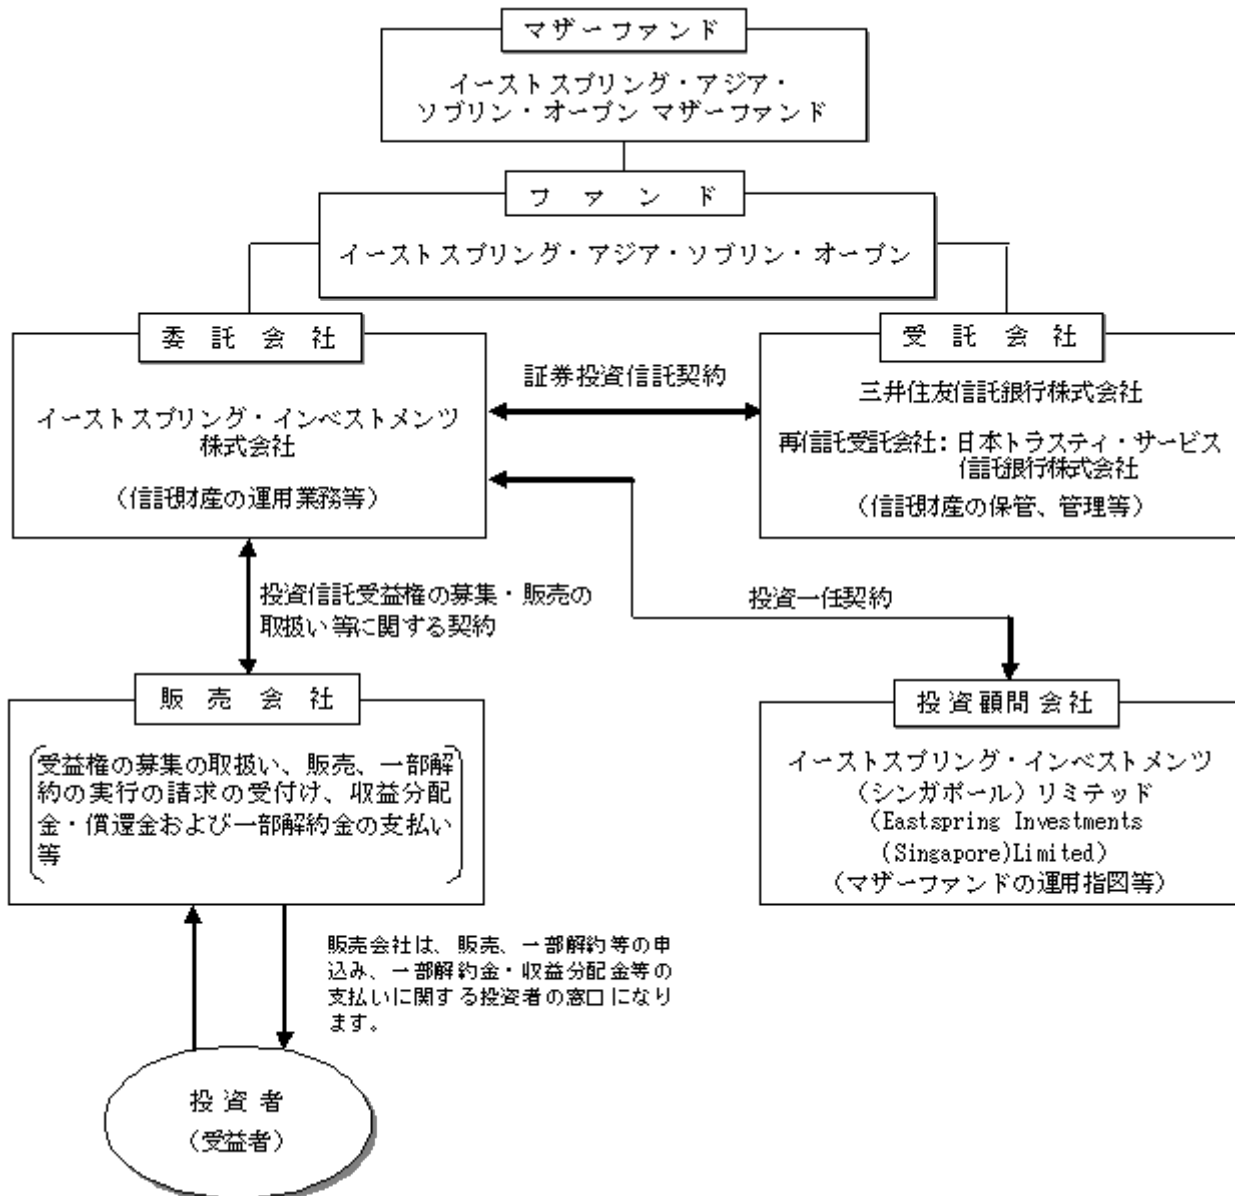 マザーファンド
イーストスプリング・アジア・
ソブリン・オープン マザーファンド
ファンド
イーストスプリング・アジア・ソブリン・オープン
委託会社
イーストスプリング・インベストメンツ
株式会社
(信託財産の運用業務等)
証券投資信託契約
受託会社
三井住友信託銀行株式会社
再信託受託会社:日本トラスティ・サービス
信託銀行株式会社
(信託財産の保管、管理等)
投資信託受益権の募集・販売の
取扱い等に関する契約
投資一任契約
販売会社
受益権の募集の取扱い、販売、一部解
約の実行の請求の受付け、収益分配
金・償還金および一部解約金の支払い
等
投資顧問会社
イーストスプリング・インベストメンツ
(シンガポール)リミテッド
(Eastspring Investments
(Singapore)Limited)
(マザーファンドの運用指図等)
販売会社は、販売、一部解約等の申
込み、一部解約金・収益分配金等の
支払いに関する投資者の窓口になり
ます。
投資者
(受益者)